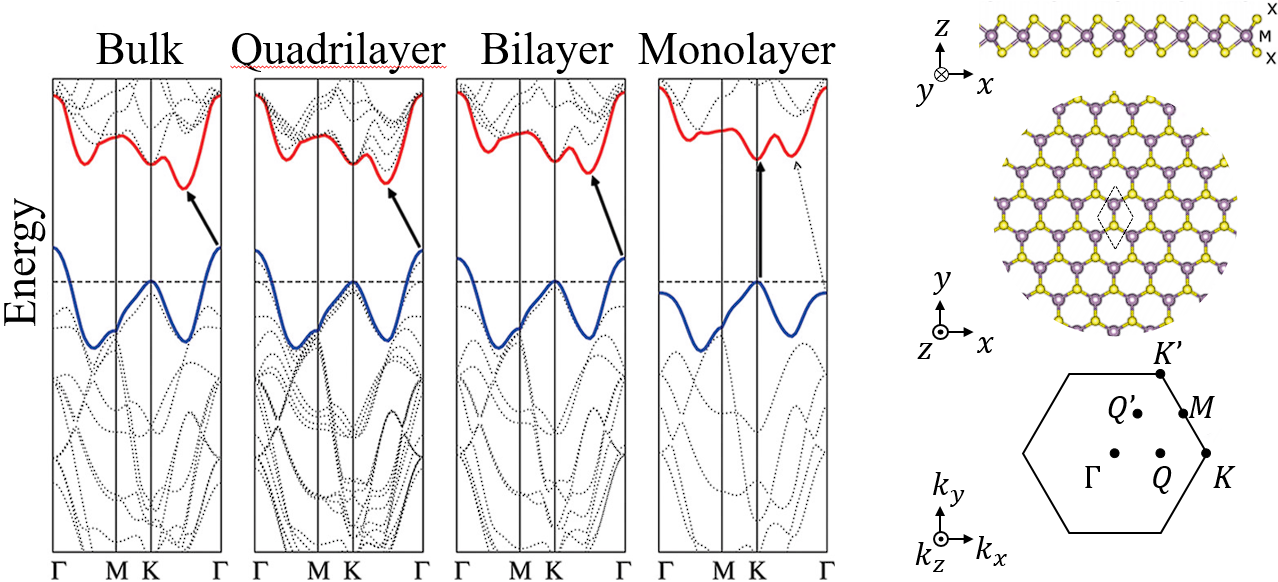 Bulk
Quadrilayer
Bilayer
Monolayer
Energy
Γ M K Γ
Γ M K Γ
Γ M K Γ
Γ M K Γ
z
y x
X
M
X
y
z x
K’
Q’ M
Γ Q K
k_y
k_z k_x